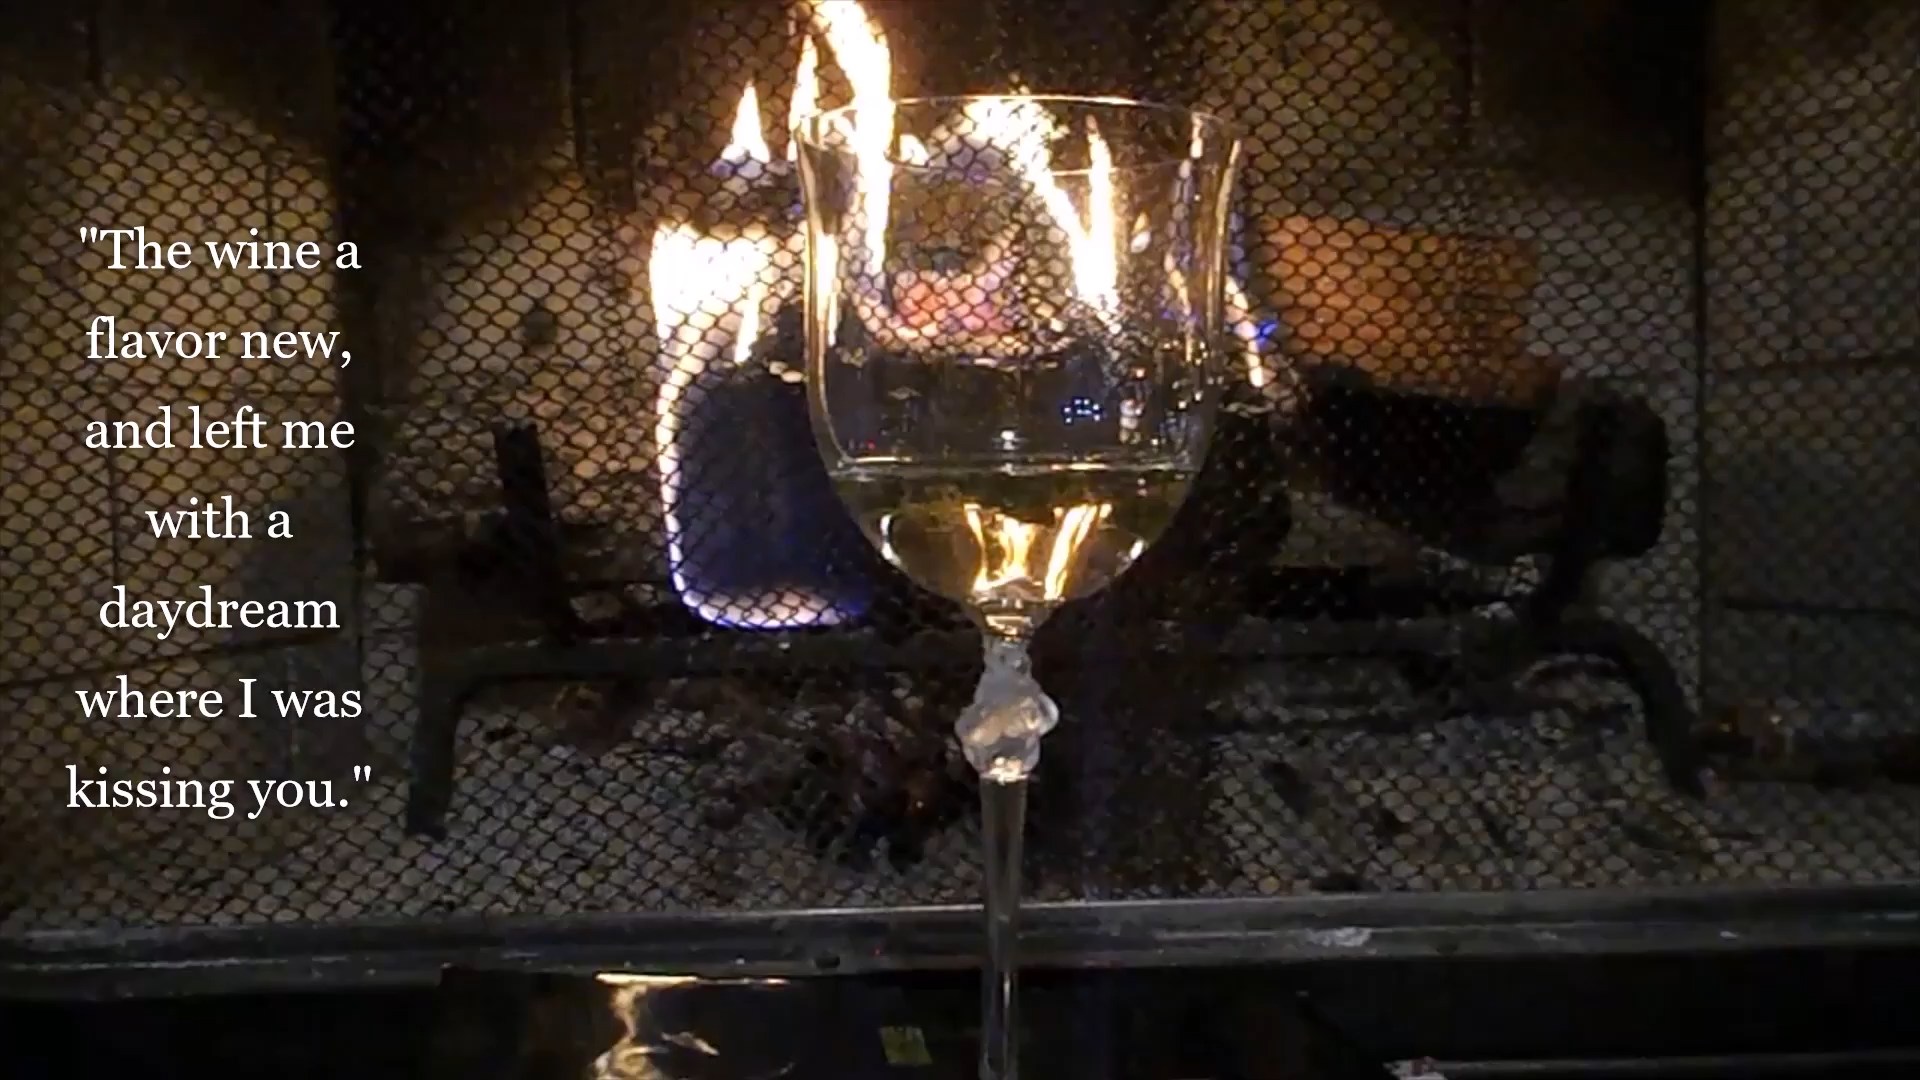 "The wine a
flavor new,
and left me
with a
daydream
where I was
kissing you."